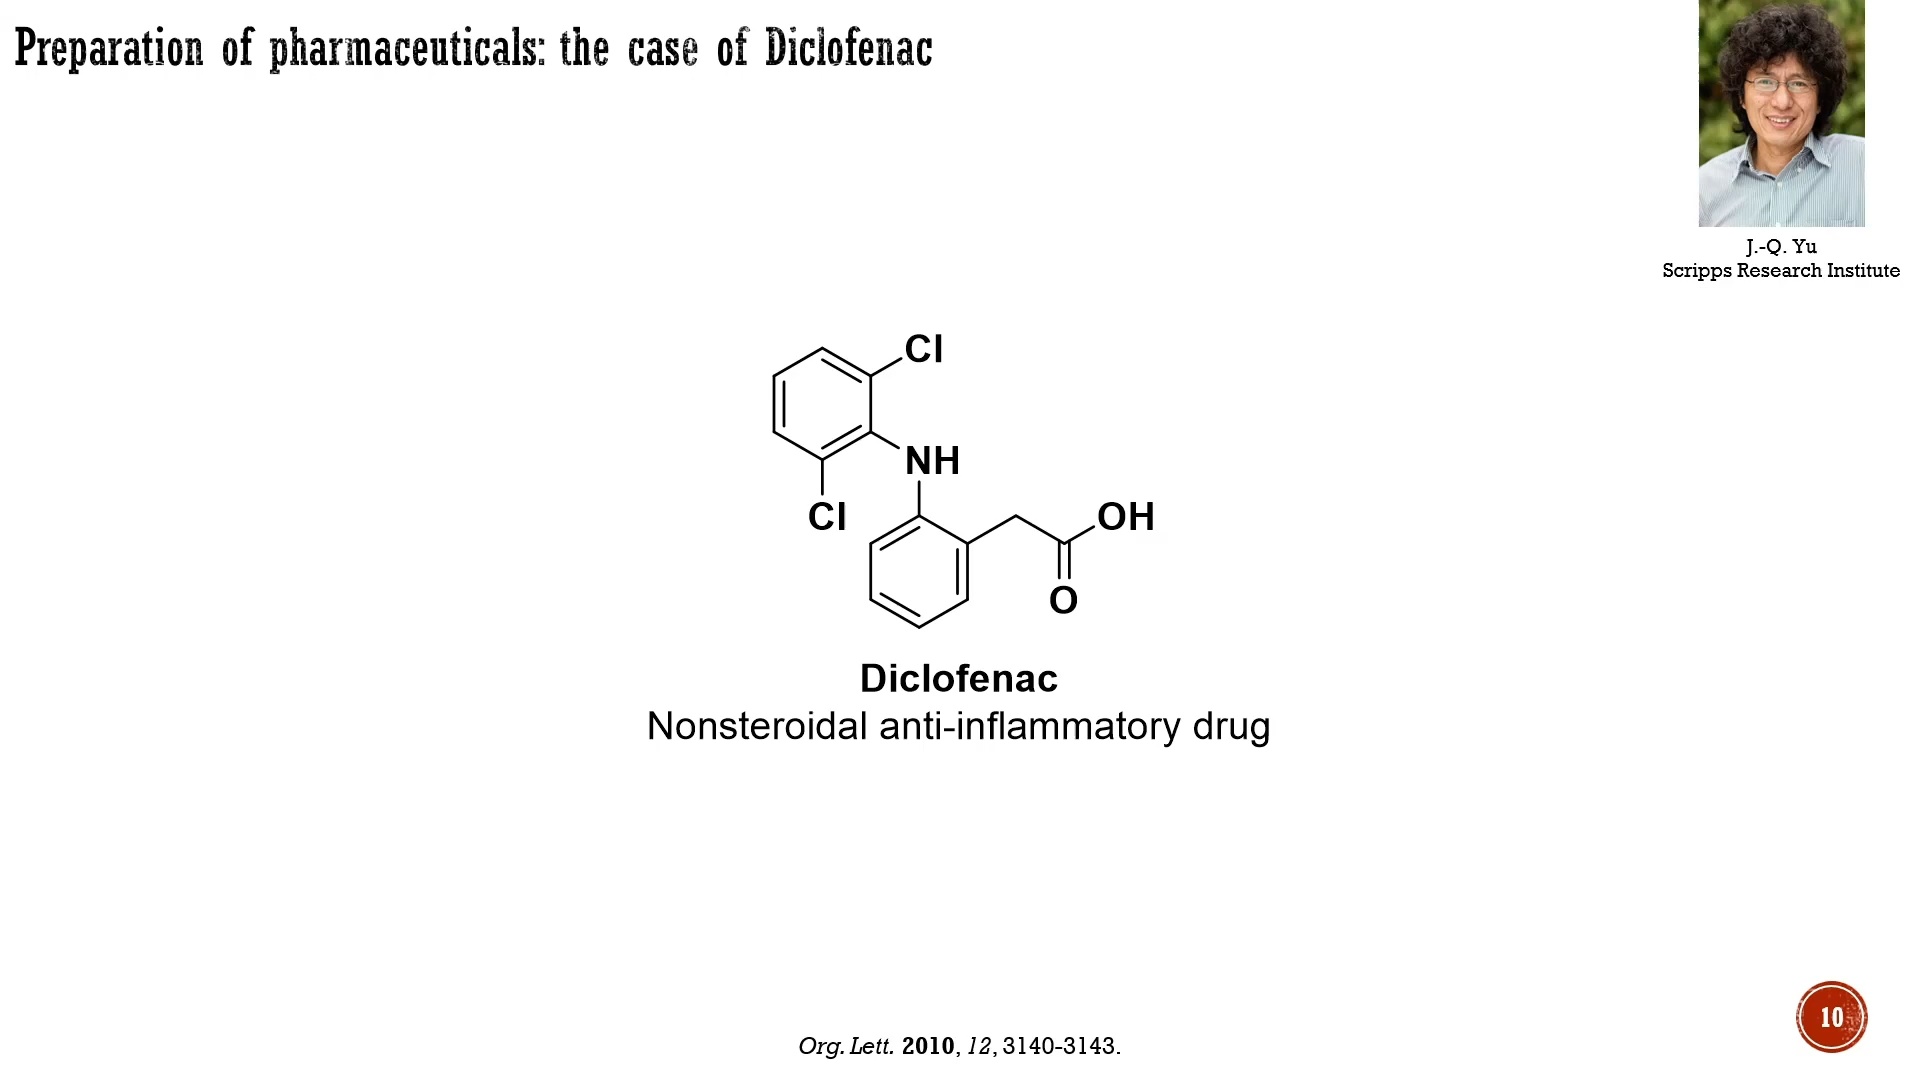 Preparation of pharmaceuticals: the case of Diclofenac
J.-Q. Yu
Scripps Research Institute
Cl
NH
Cl
OH
O
Diclofenac
Nonsteroidal anti-inflammatory drug
10
Org. Lett. 2010, 12, 3140-3143.